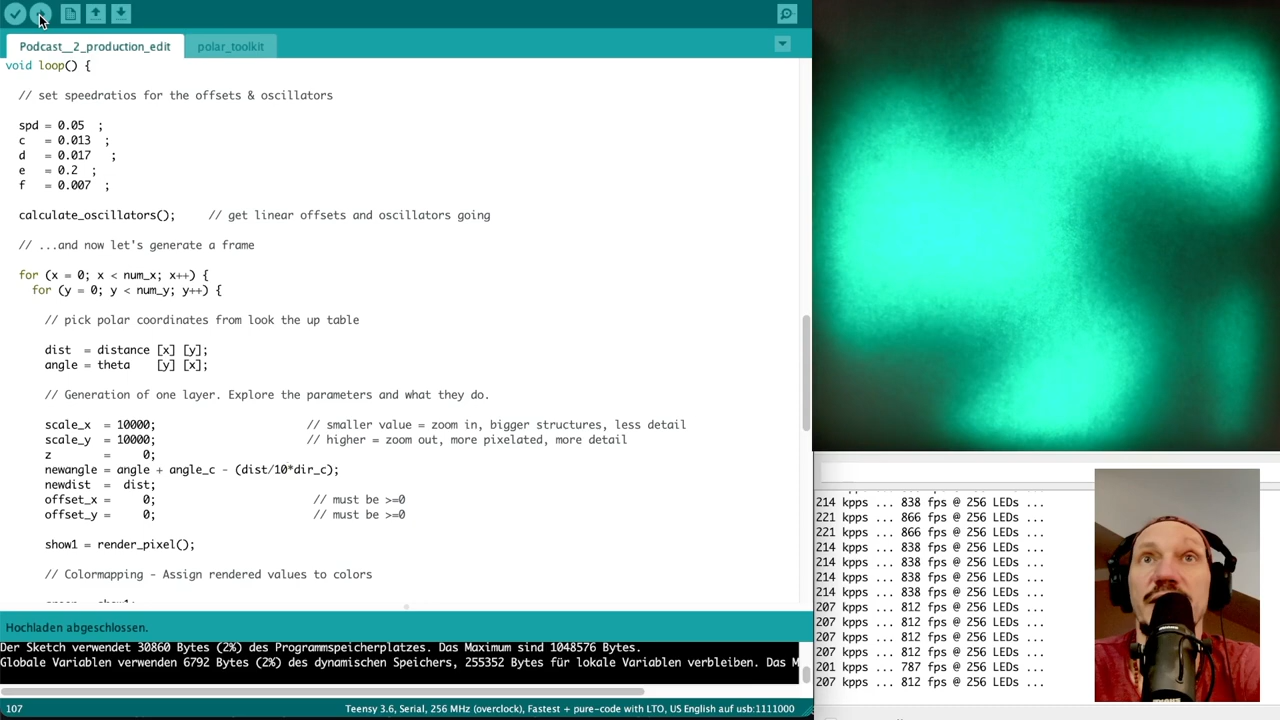 Podcast__2_production_edit
polar_toolkit
void loop() {
// set speedratios for the offsets & oscillators
spd = 0.05 ;
c = 0.013 ;
d = 0.017 ;
e = 0.2 ;
f = 0.007 ;
calculate_oscillators(); // get linear offsets and oscillators going
// ...and now let's generate a frame
for (x = 0; x < num_x; x++) {
for (y = 0; y < num_y; y++) {
// pick polar coordinates from look the up table
dist = distance [x] [y];
angle = theta [y] [x];
// Generation of one layer. Explore the parameters and what they do.
scale_x = 10000; // smaller value = zoom in, bigger structures, less detail
scale_y = 10000; // higher = zoom out, more pixelated, more detail
z = 0;
newangle = angle + angle_c - (dist/10*dir_c);
newdist = dist;
offset_x = 0; // must be >=0
offset_y = 0; // must be >=0
show1 = render_pixel();
// Colormapping - Assign rendered values to colors
Hochladen abgeschlossen.
Der Sketch verwendet 30860 Bytes (2%) des Programmspeicherplatzes. Das Maximum sind 1048576 Bytes.
Globale Variablen verwenden 6792 Bytes (2%) des dynamischen Speichers, 255352 Bytes für lokale Variablen verbleiben. Das M
107
Teensy 3.6, Serial, 256 MHz (overclock), Fastest + pure-code with LTO, US English auf usb:1111000
214 kpps ... 838 fps @ 256 LEDs ...
221 kpps ... 866 fps @ 256 LEDs ...
221 kpps ... 866 fps @ 256 LEDs ...
214 kpps ... 838 fps @ 256 LEDs ...
214 kpps ... 838 fps @ 256 LEDs ...
214 kpps ... 838 fps @ 256 LEDs ...
214 kpps ... 838 fps @ 256 LEDs ...
207 kpps ... 812 fps @ 256 LEDs ...
207 kpps ... 812 fps @ 256 LEDs ...
207 kpps ... 812 fps @ 256 LEDs ...
207 kpps ... 812 fps @ 256 LEDs ...
201 kpps ... 787 fps @ 256 LEDs ...
207 kpps ... 812 fps @ 256 LEDs ...